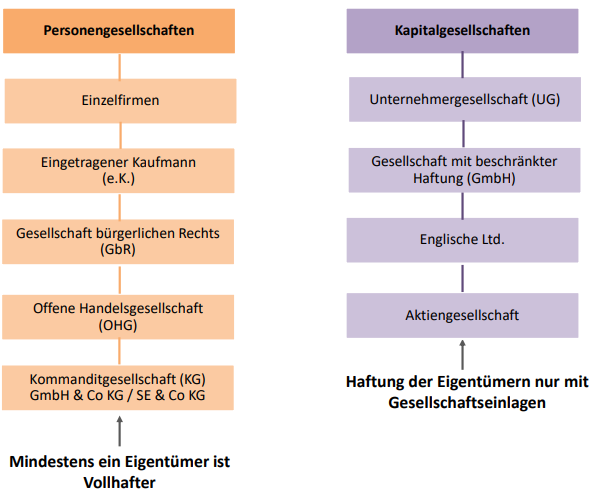 Personengesellschaften
Einzelfirmen
Eingetragener Kaufmann
(e.K.)
Gesellschaft bürgerlichen Rechts
(GbR)
Offene Handelsgesellschaft
(OHG)
Kommanditgesellschaft (KG)
GmbH & Co KG / SE & Co KG
Mindestens ein Eigentümer ist
Vollhafter
Kapitalgesellschaften
Unternehmergesellschaft (UG)
Gesellschaft mit beschränkter
Haftung (GmbH)
Englische Ltd.
Aktiengesellschaft
Haftung der Eigentümern nur mit
Gesellschaftseinlagen